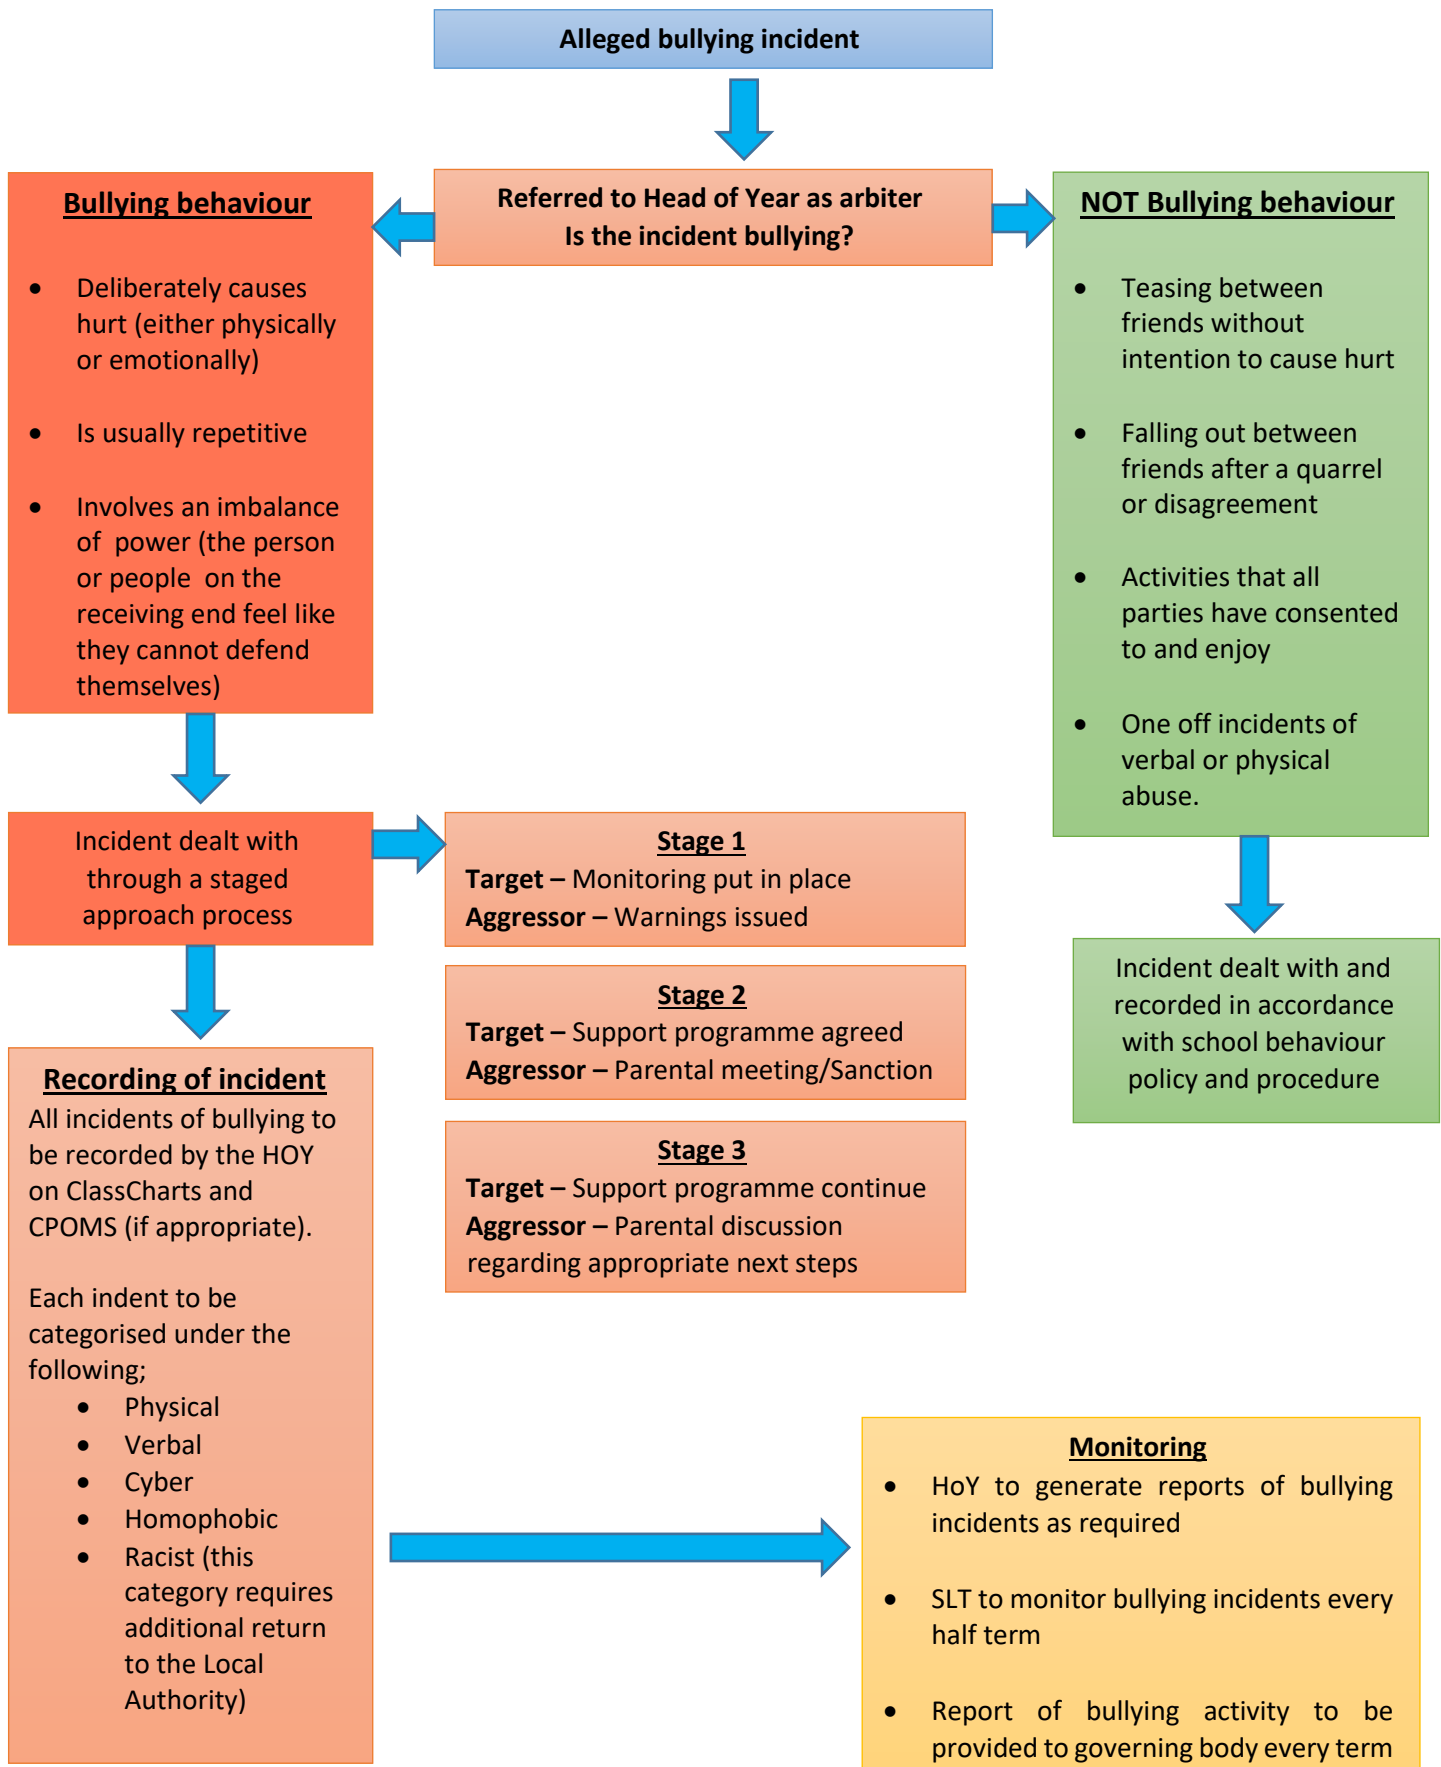 Alleged bullying incident
Referred to Head of Year as arbiter
Is the incident bullying?
Bullying behaviour
• Deliberately causes
hurt (either physically
or emotionally)
• Is usually repetitive
• Involves an imbalance
of power (the person
or people on the
receiving end feel like
they cannot defend
themselves)
NOT Bullying behaviour
• Teasing between
friends without
intention to cause hurt
• Falling out between
friends after a quarrel
or disagreement
• Activities that all
parties have consented
to and enjoy
• One off incidents of
verbal or physical
abuse.
Incident dealt with
through a staged
approach process
Stage 1
Target – Monitoring put in place
Aggressor – Warnings issued
Stage 2
Target – Support programme agreed
Aggressor – Parental meeting/Sanction
Stage 3
Target – Support programme continue
Aggressor – Parental discussion
regarding appropriate next steps
Incident dealt with and
recorded in accordance
with school behaviour
policy and procedure
Recording of incident
All incidents of bullying to
be recorded by the HOY
on ClassCharts and
CPOMS (if appropriate).
Each indent to be
categorised under the
following;
• Physical
• Verbal
• Cyber
• Homophobic
• Racist (this
category requires
additional return
to the Local
Authority)
Monitoring
• HoY to generate reports of bullying
incidents as required
• SLT to monitor bullying incidents every
half term
• Report of bullying activity to be
provided to governing body every term